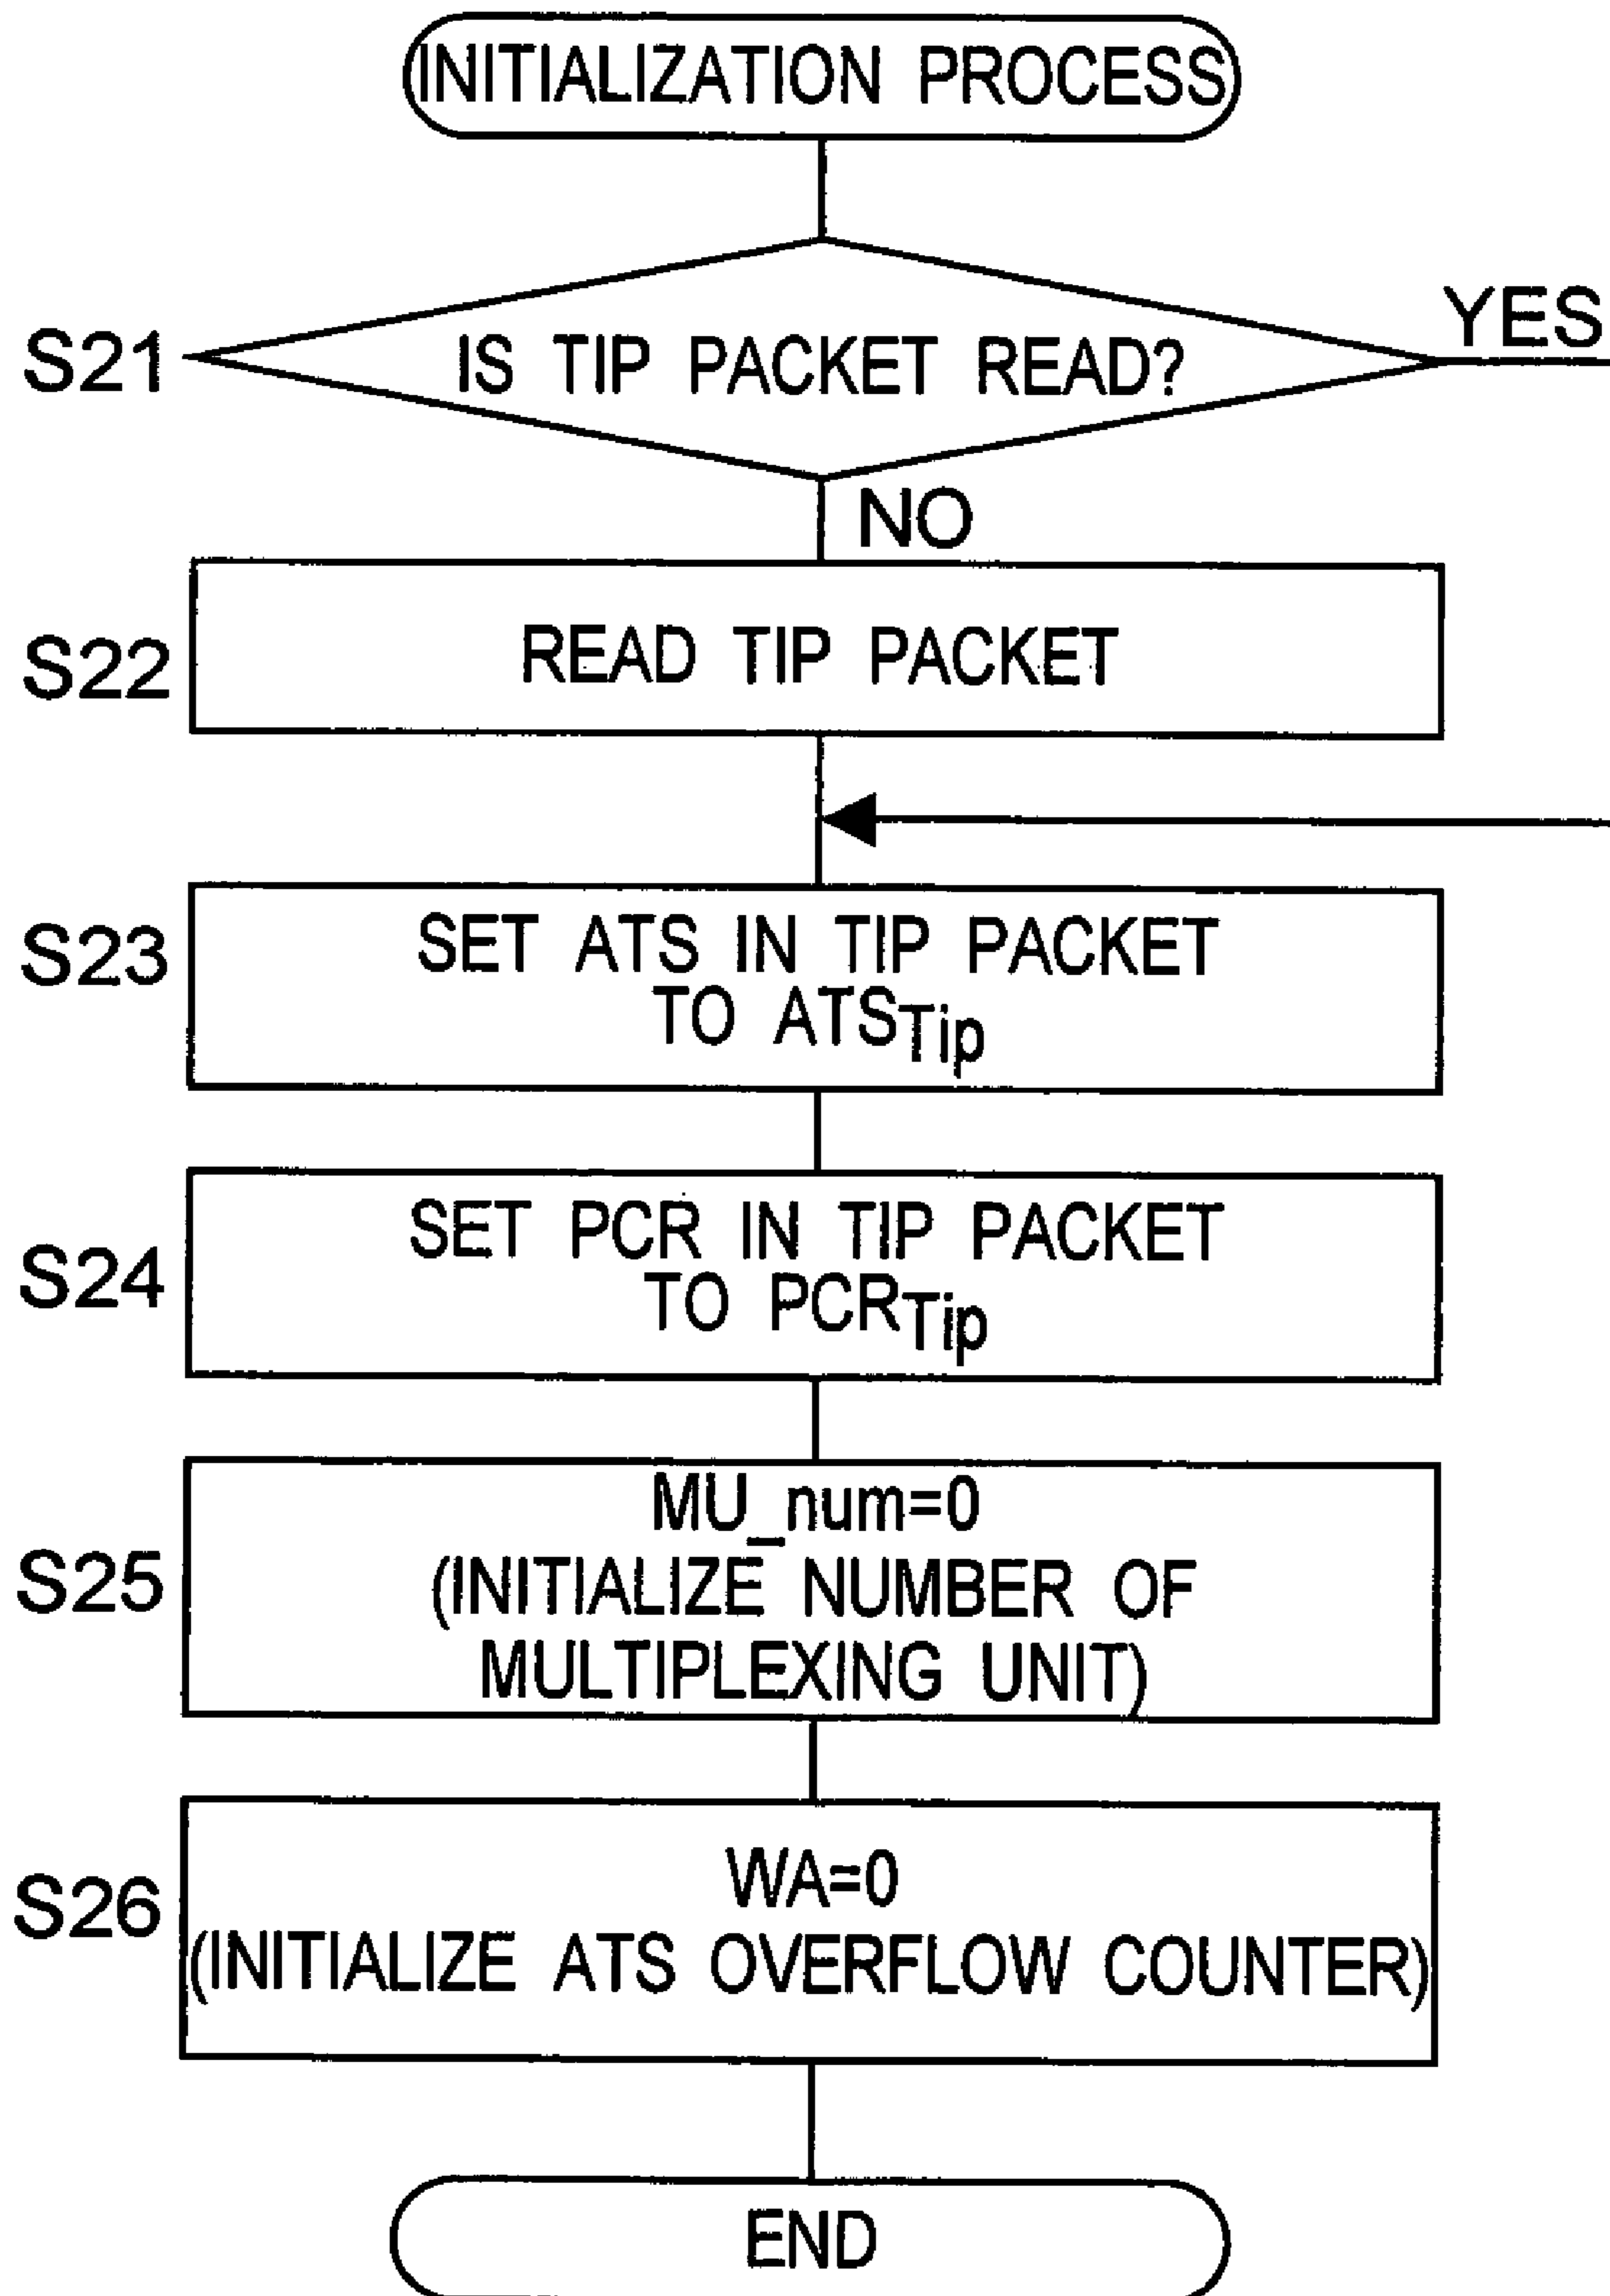 INITIALIZATION PROCESS
S21
IS TIP PACKET READ?
YES
NO
S22
READ TIP PACKET
S23
SET ATS IN TIP PACKET
TO ATSTip
S24
SET PCR IN TIP PACKET
TO PCRTip
S25
MU_num=0
(INITIALIZE NUMBER OF
MULTIPLEXING UNIT)
S26
WA=0
(INITIALIZE ATS OVERFLOW COUNTER)
END